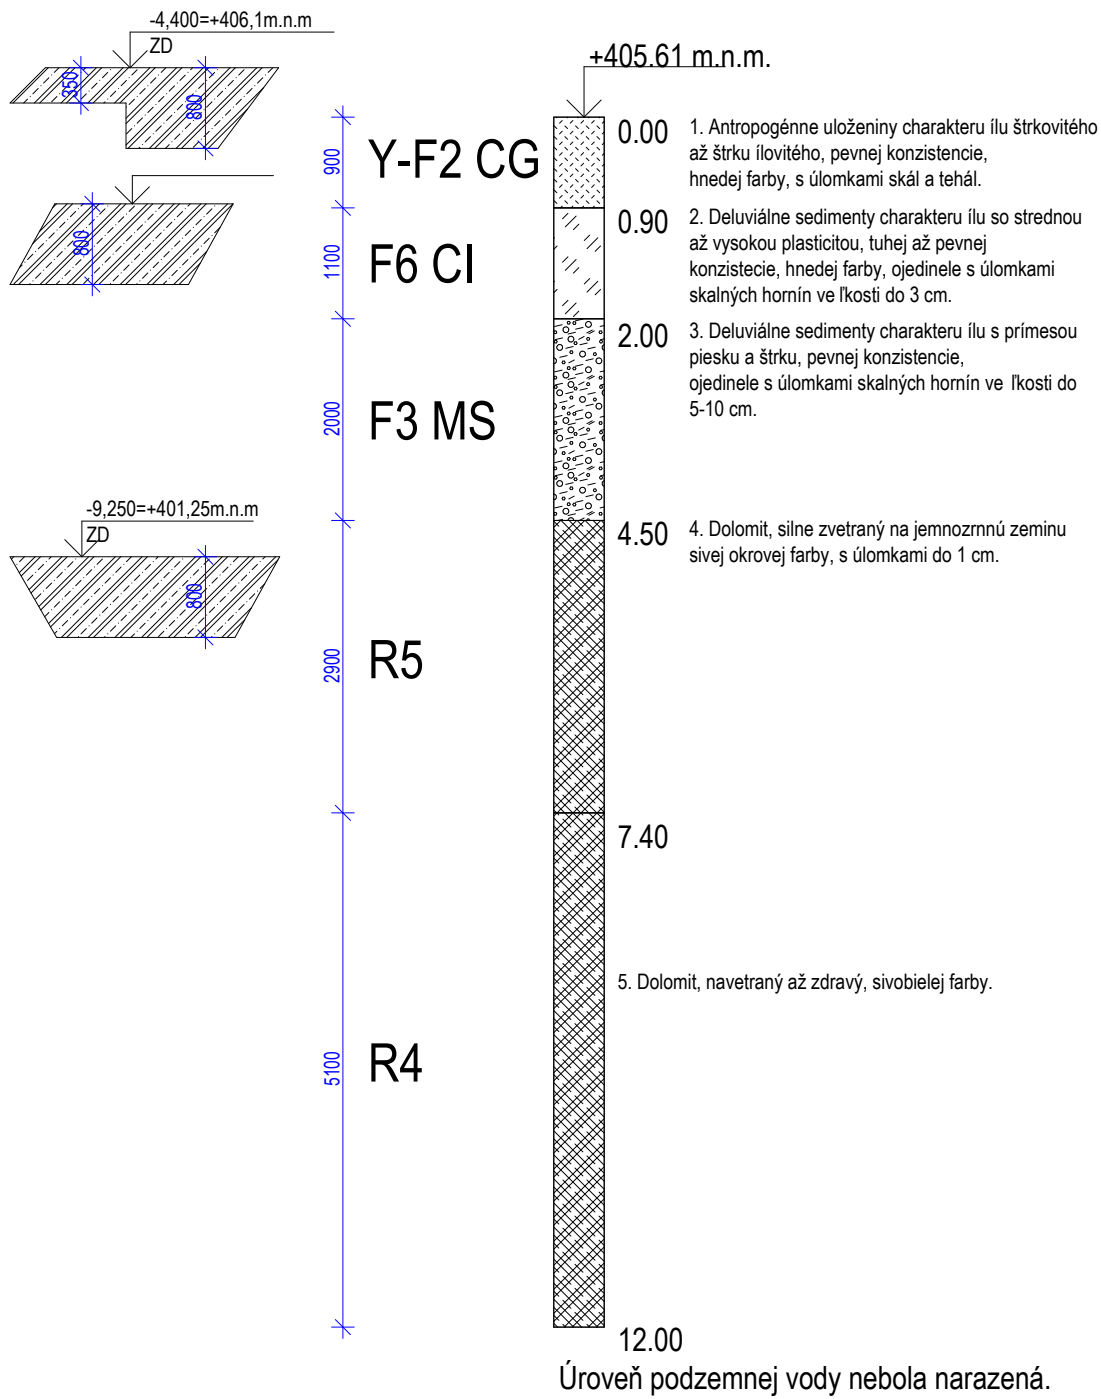 -4,400=+406,1m.n.m
ZD
350
800
800
-9,250=+401,25m.n.m
ZD
800
900
1100
2000
2900
5100
Y-F2 CG
F6 CI
F3 MS
R5
R4
+405.61 m.n.m.
0.00
1. Antropogénne uloženiny charakteru ílu štrkovitého
až štrku ílovitého, pevnej konzistencie,
hnedej farby, s úlomkami skál a tehál.
0.90
2. Deluviálne sedimenty charakteru ílu so strednou
až vysokou plasticitou, tuhej až pevnej
konzistecie, hnedej farby, ojedinele s úlomkami
skalných hornín ve ľkosti do 3 cm.
2.00
3. Deluviálne sedimenty charakteru ílu s prímesou
piesku a štrku, pevnej konzistencie,
ojedinele s úlomkami skalných hornín ve ľkosti do
5-10 cm.
4.50
4. Dolomit, silne zvetraný na jemnozrnnú zeminu
sivej okrovej farby, s úlomkami do 1 cm.
7.40
5. Dolomit, navetraný až zdravý, sivobielej farby.
12.00
Úroveň podzemnej vody nebola narazená.